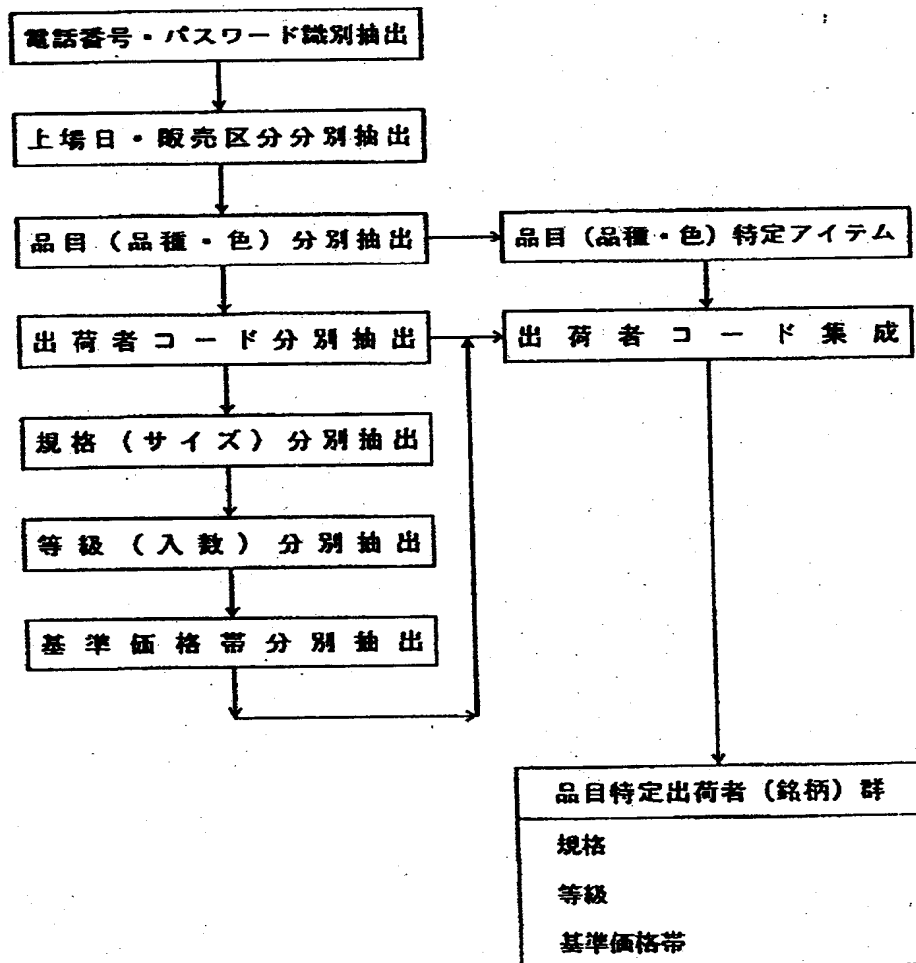 電話番号・パスワード識別抽出
上場日・販売区分分別抽出
品目（品種・色）分別抽出
品目（品種・色）特定アイテム
出荷者コード分別抽出
出荷者コード集成
規格（サイズ）分別抽出
等級（入数）分別抽出
基準価格帯分別抽出
品目特定出荷者（銘柄）群
規格
等級
基準価格帯